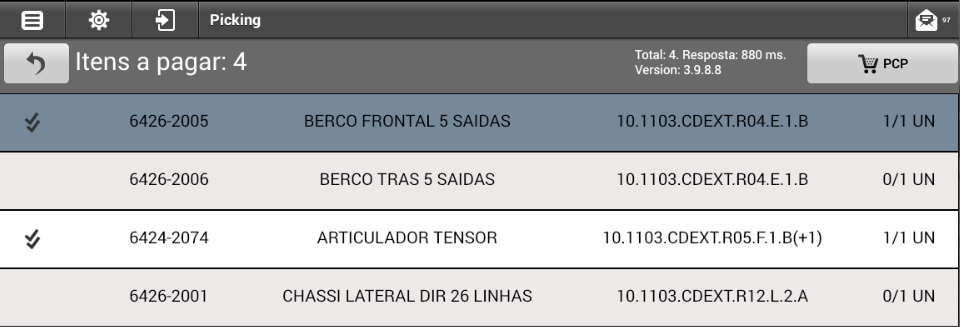 Picking
97
Itens a pagar: 4
Total: 4. Resposta: 880 ms.
Version: 3.9.8.8
PCP
6426-2005 BERCO FRONTAL 5 SAIDAS 10.1103.CDEXT.R04.E.1.B 1/1 UN
6426-2006 BERCO TRAS 5 SAIDAS 10.1103.CDEXT.R04.E.1.B 0/1 UN
6424-2074 ARTICULADOR TENSOR 10.1103.CDEXT.R05.F.1.B(+1) 1/1 UN
6426-2001 CHASSI LATERAL DIR 26 LINHAS 10.1103.CDEXT.R12.L.2.A 0/1 UN